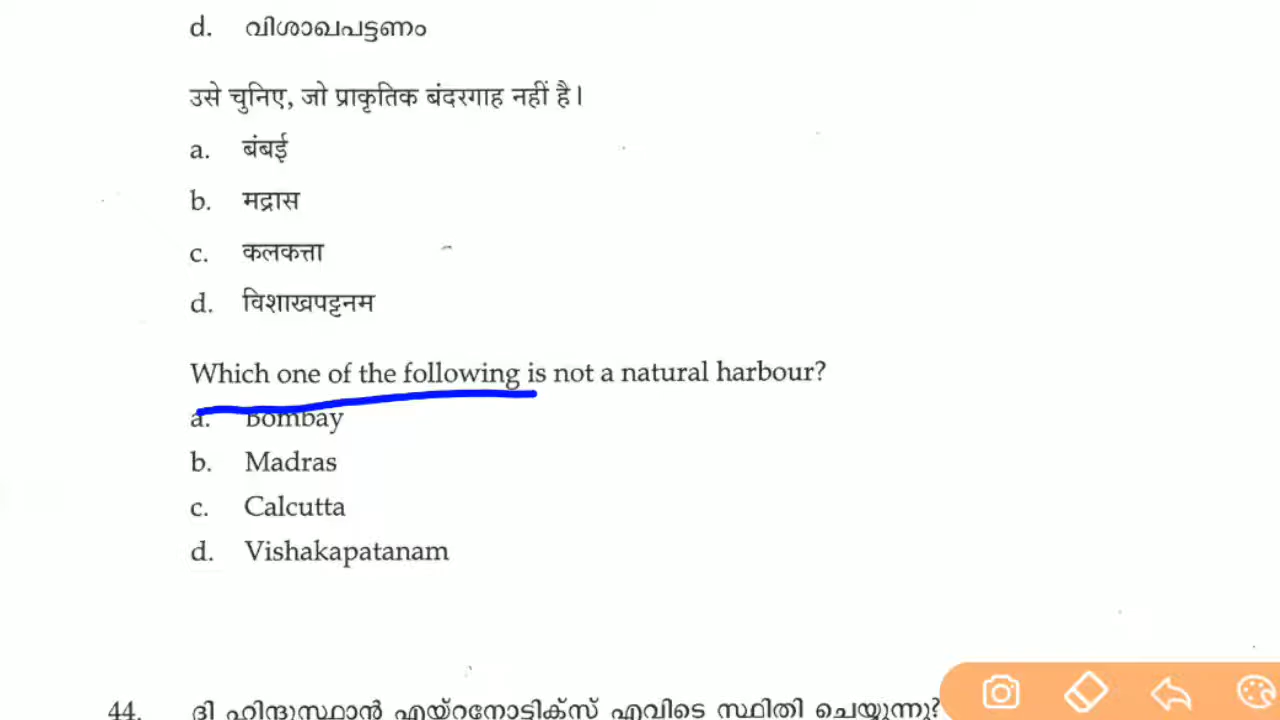 d. വിശാഖപട്ടണം
उसे चुनिए, जो प्राकृतिक बंदरगाह नहीं है।
a. बंबई
b. मद्रास
c. कलकत्ता
d. विशाखपट्टनम
Which one of the following is not a natural harbour?
a. Bombay
b. Madras
c. Calcutta
d. Vishakapatanam
44. ദി ഹിന്ദുസ്ഥാൻ എയ്റനോട്ടിക്സ് എവിടെ സ്ഥിതി ചെയ്യുന്നു?